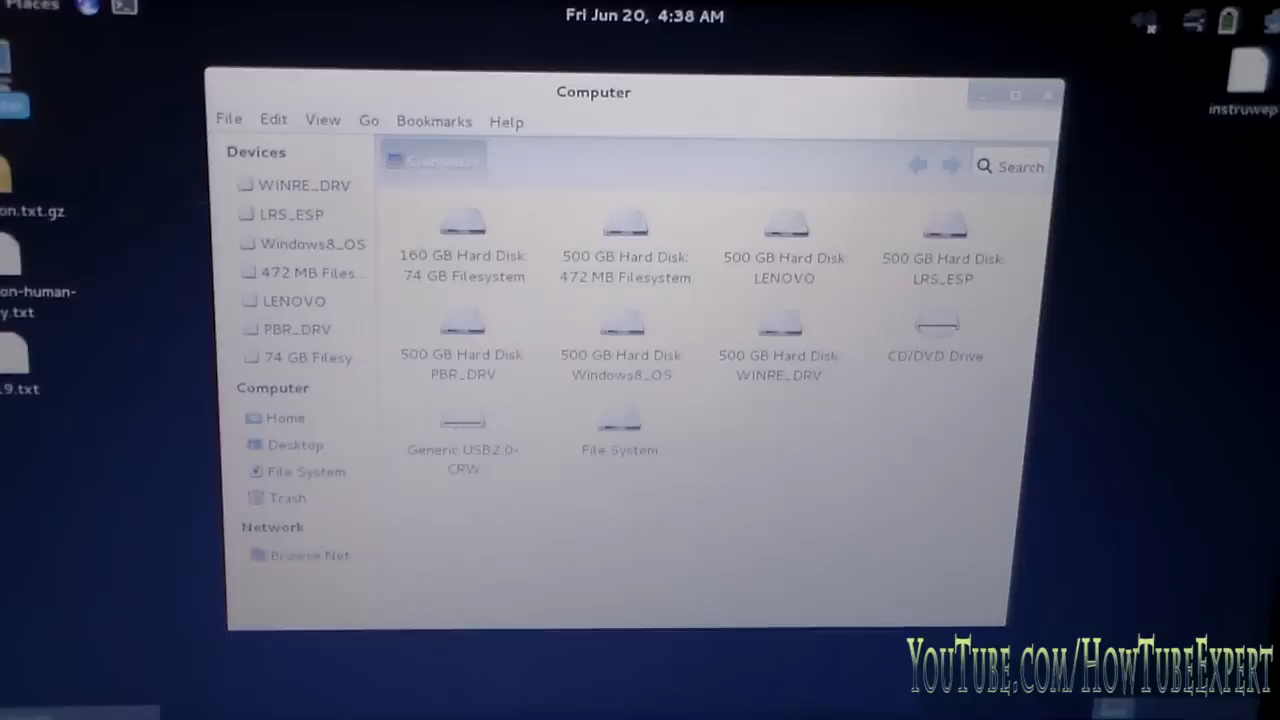 Places
Fri Jun 20, 4:38 AM
Computer
File Edit View Go Bookmarks Help
Devices
WINRE_DRV
LRS_ESP
Windows8_OS
472 MB Files...
LENOVO
PBR_DRV
74 GB Filesy
Computer
Home
Desktop
File System
Trash
Network
Browse Net
Computer
Search
160 GB Hard Disk:
74 GB Filesystem
500 GB Hard Disk:
472 MB Filesystem
500 GB Hard Disk:
LENOVO
500 GB Hard Disk:
LRS_ESP
500 GB Hard Disk:
PBR_DRV
500 GB Hard Disk:
Windows8_OS
500 GB Hard Disk:
WINRE_DRV
CD/DVD Drive
Generic USB2.0-
CRW
File System
on.txt.gz
on-human-
y.txt
19.txt
instruwep
YouTube.com/HowTubeExpert